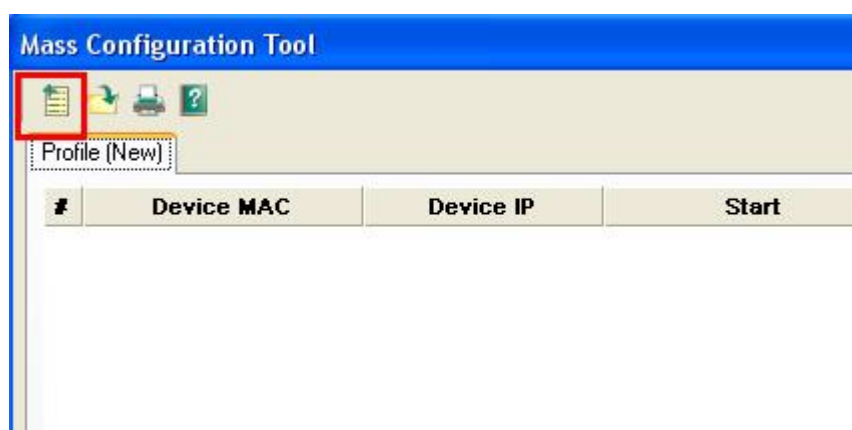 Mass Configuration Tool
?
Profile (New)
# Device MAC Device IP Start